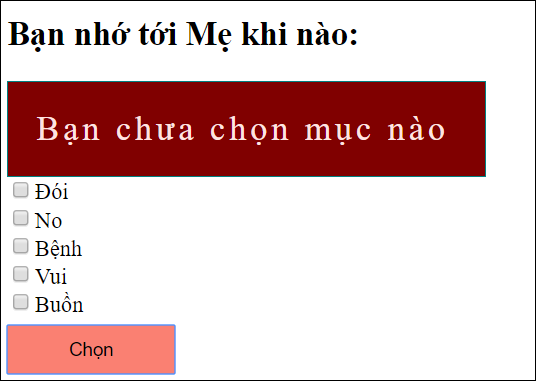 Bạn nhớ tới Mẹ khi nào:
Bạn chưa chọn mục nào
Đói
No
Bệnh
Vui
Buồn
Chọn